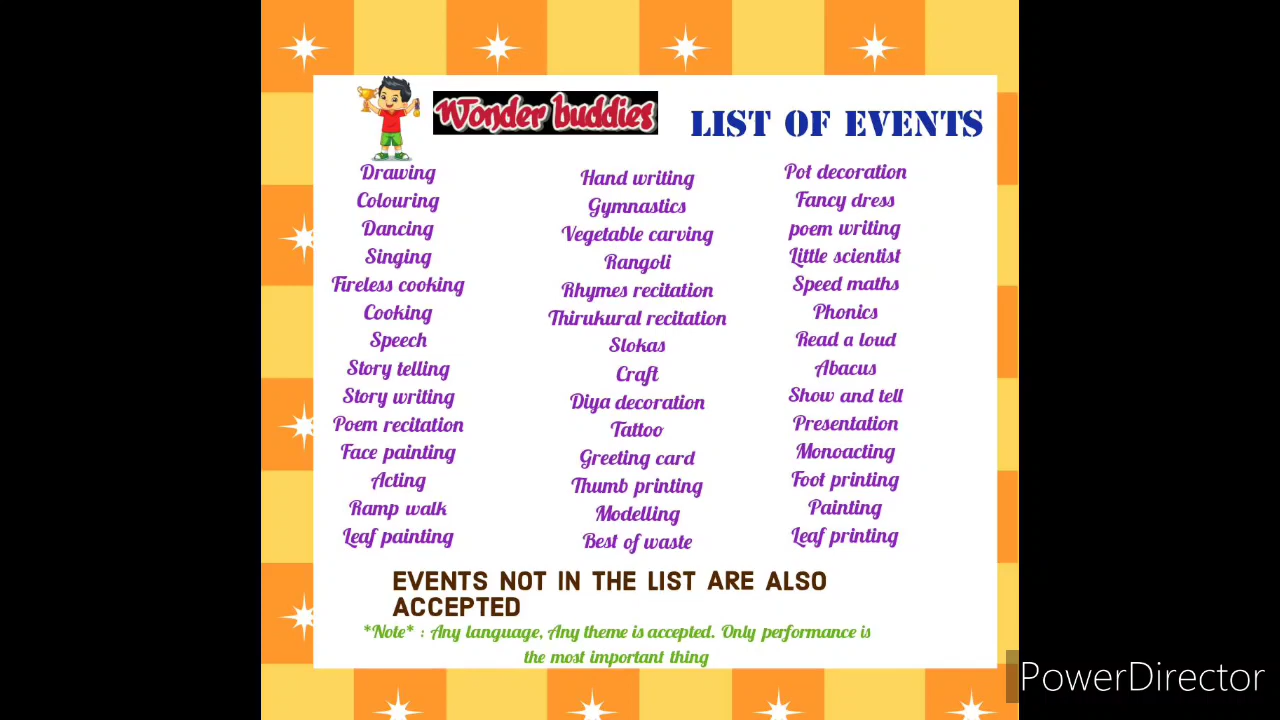 Wonder buddies
LIST OF EVENTS
Drawing
Colouring
Dancing
Singing
Fireless cooking
Cooking
Speech
Story telling
Story writing
Poem recitation
Face painting
Acting
Ramp walk
Leaf painting
Hand writing
Gymnastics
Vegetable carving
Rangoli
Rhymes recitation
Thirukural recitation
Slokas
Craft
Diya decoration
Tattoo
Greeting card
Thumb printing
Modelling
Best of waste
Pot decoration
Fancy dress
poem writing
Little scientist
Speed maths
Phonics
Read a loud
Abacus
Show and tell
Presentation
Monoacting
Foot printing
Painting
Leaf printing
EVENTS NOT IN THE LIST ARE ALSO
ACCEPTED
*Note* : Any language, Any theme is accepted. Only performance is
the most important thing
PowerDirector